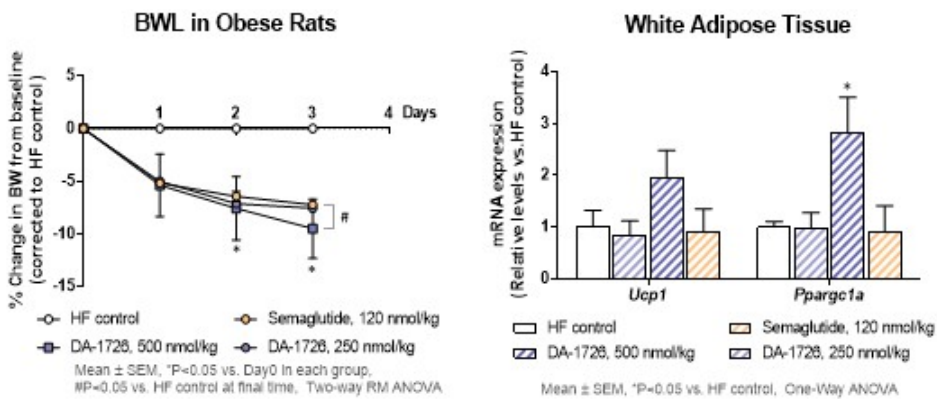 BWL in Obese Rats
% Change in BW from baseline
(corrected to HF control)
5
0
-5
-10
-15
1
2
3
4
Days
*
*
#
HF control
Semaglutide, 120 nmol/kg
DA-1726, 500 nmol/kg
DA-1726, 250 nmol/kg
Mean ± SEM, *P<0.05 vs. Day0 in each group,
#P<0.05 vs. HF control at final time, Two-way RM ANOVA
White Adipose Tissue
mRNA expression
(Relative levels vs.HF control)
4
3
2
1
0
*
Ucp1
Ppargc1a
HF control
Semaglutide, 120 nmol/kg
DA-1726, 500 nmol/kg
DA-1726, 250 nmol/kg
Mean ± SEM, *P<0.05 vs. HF control, One-Way ANOVA